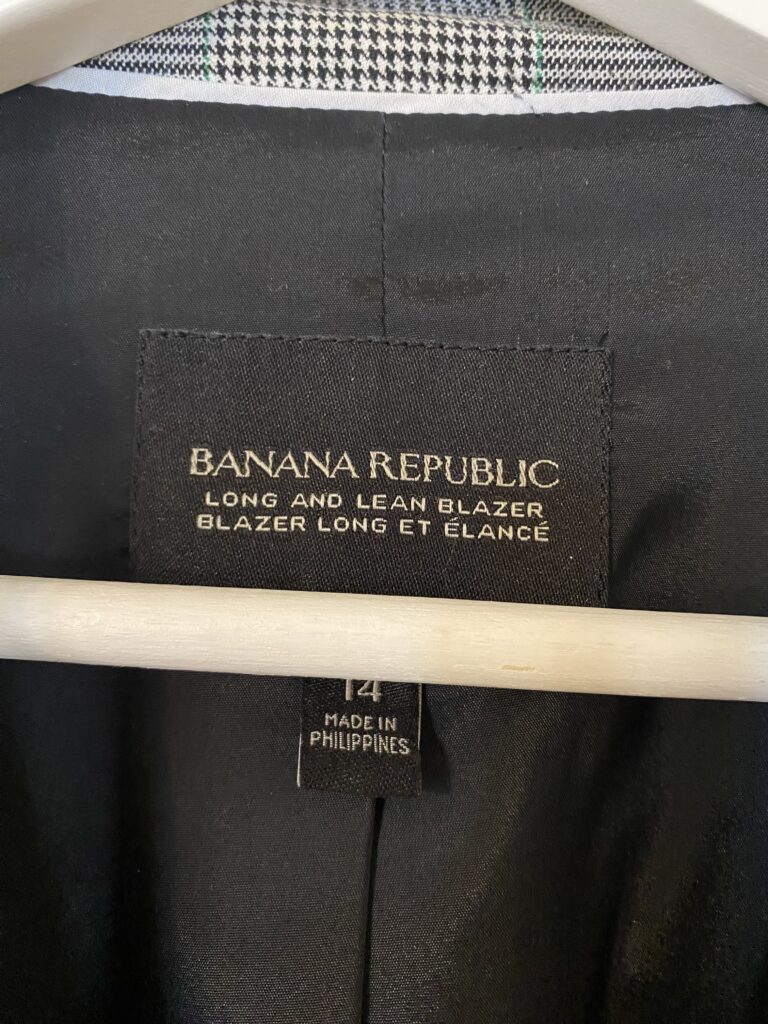 BANANA REPUBLIC
LONG AND LEAN BLAZER
BLAZER LONG ET ÉLANCÉ
14
MADE IN
PHILIPPINES